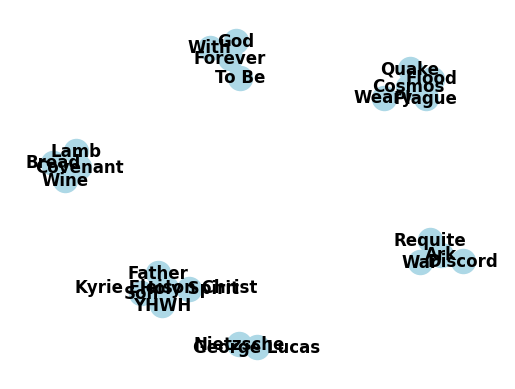 God
With
Forever
To Be
Quake
Flood
Cosmos
Weary
Plague
Lamb
Bread
Covenant
Wine
Requite
Ark
War
Discord
Father
Kyrie Eleison Christ
Holy Spirit
Son
YHWH
Nietzsche
George Lucas